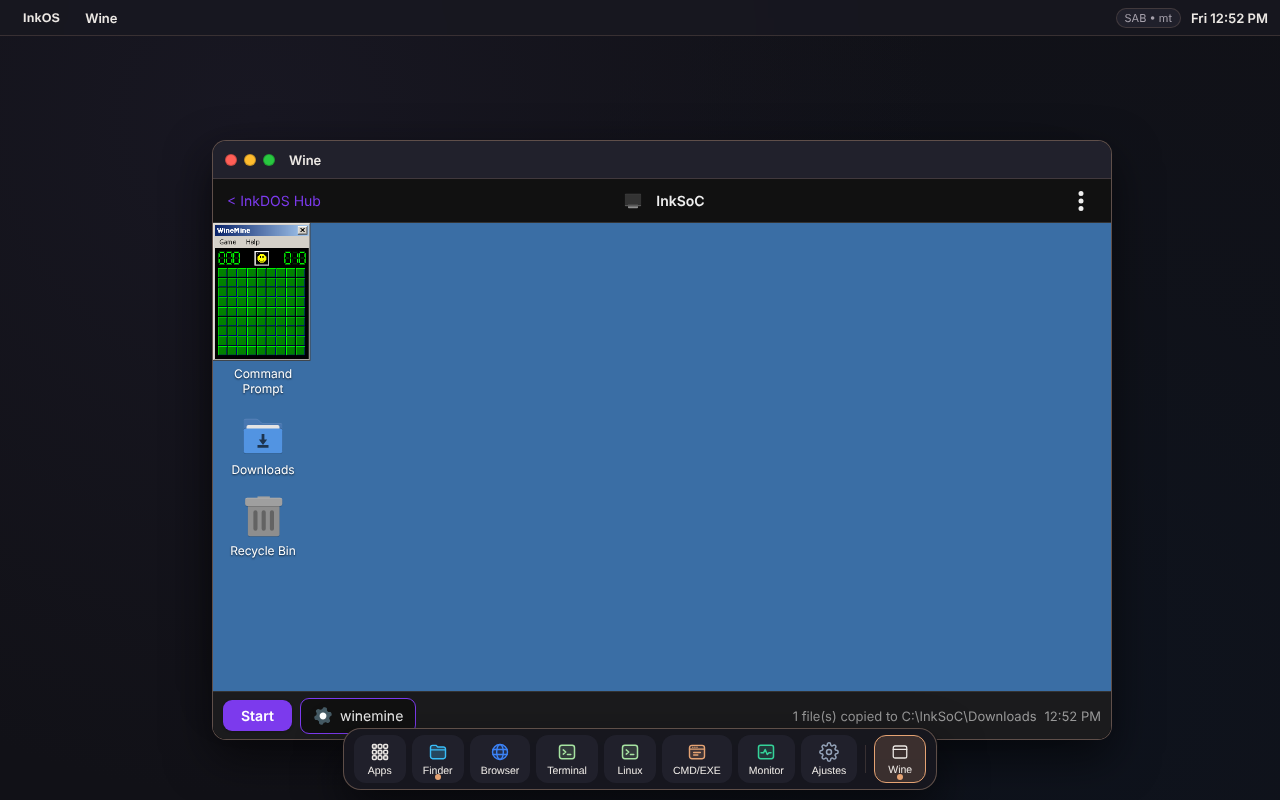 InkOS Wine SAB • mt Fri 12:52 PM
Wine
< InkDOS Hub InkSoC
WineMine
Game Help
000 010
Command
Prompt
Downloads
Recycle Bin
Start winemine 1 file(s) copied to C:\InkSoC\Downloads 12:52 PM
Apps Finder Browser Terminal Linux CMD/EXE Monitor Ajustes Wine